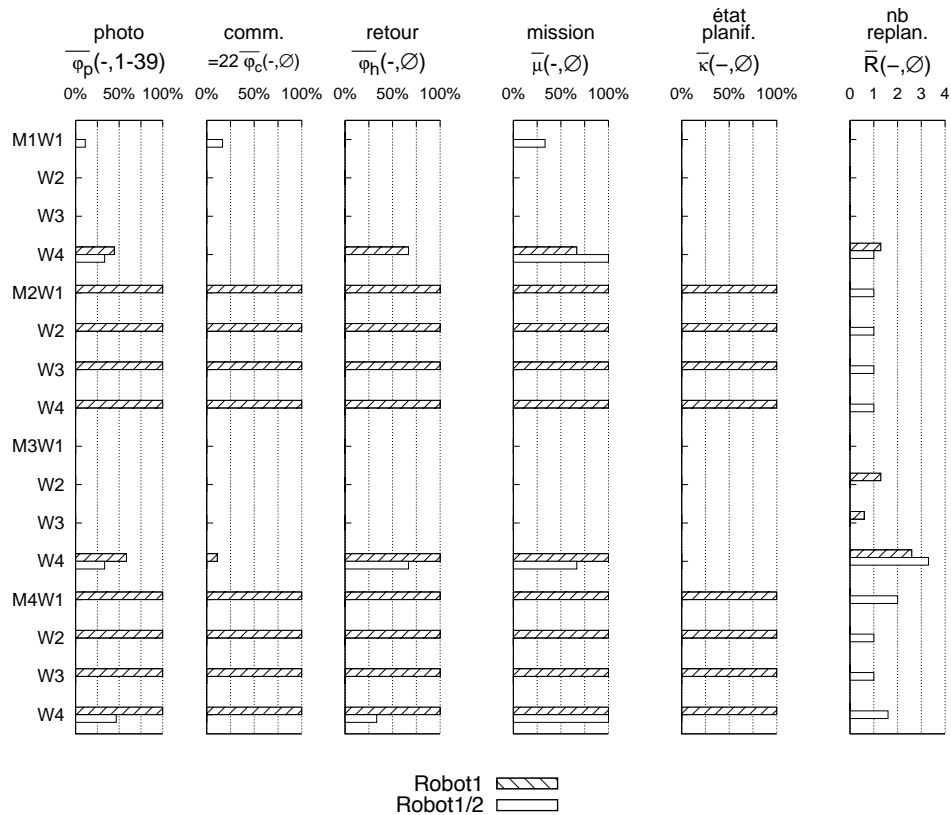 photo
comm.
retour
mission
état
planif.
nb
replan.
φp(-,1-39)
=22 φc(-,∅)
φh(-,∅)
μ(-,∅)
κ(−,∅)
R(−,∅)
0% 50% 100%
0% 50% 100%
0% 50% 100%
0% 50% 100%
0% 50% 100%
0 1 2 3 4
M1W1
W2
W3
W4
M2W1
W2
W3
W4
M3W1
W2
W3
W4
M4W1
W2
W3
W4
Robot1
Robot1/2